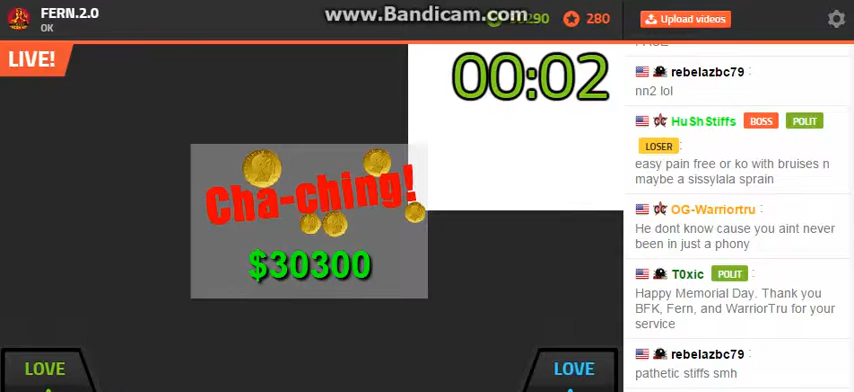 FERN.2.0
OK
www.Bandicam.com
290
280
Upload videos
LIVE!
00:02
Cha-ching!
$30300
LOVE
LOVE
rebelazbc79 :
nn2 lol
Hu $h $tiffs BOSS POLIT
LOSER :
easy pain free or ko with bruises n
maybe a sissylala sprain
OG-Warriortru :
He dont know cause you aint never
been in just a phony
T0xic POLIT :
Happy Memorial Day. Thank you
BFK, Fern, and WarriorTru for your
service
rebelazbc79 :
pathetic stiffs smh